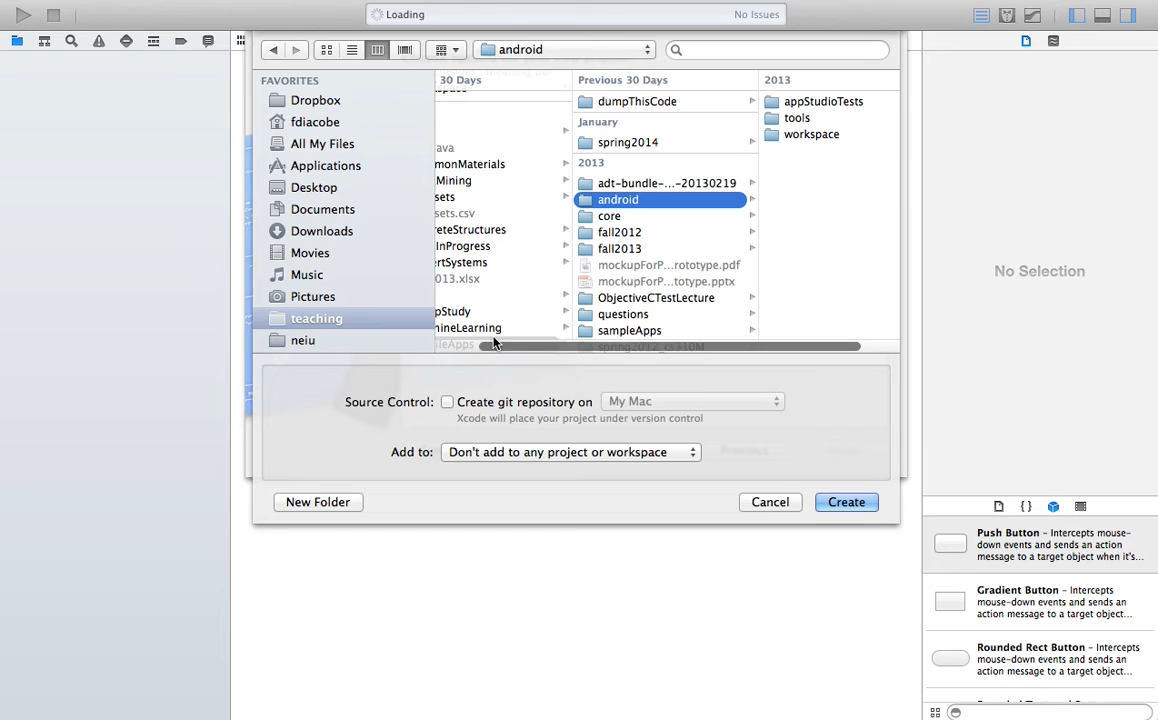 Loading
No Issues
android
FAVORITES
Dropbox
fdiacobe
All My Files
Applications
Desktop
Documents
Downloads
Movies
Music
Pictures
teaching
neiu
30 Days
ava
monMaterials
Mining
sets
sets.csv
reteStructures
InProgress
ertSystems
013.xlsx
pStudy
ineLearning
leApps
Previous 30 Days
dumpThisCode
January
spring2014
2013
adt-bundle-...-20130219
android
core
fall2012
fall2013
mockupForP...rototype.pdf
mockupForP...totype.pptx
ObjectiveCTestLecture
questions
sampleApps
2013
appStudioTests
tools
workspace
Source Control:
Create git repository on
My Mac
Xcode will place your project under version control
Add to:
Don't add to any project or workspace
New Folder
Cancel
Create
No Selection
Push Button - Intercepts mouse-
down events and sends an action
message to a target object when it's...
Gradient Button - Intercepts
mouse-down events and sends an
action message to a target object...
Rounded Rect Button - Intercepts
mouse-down events and sends an
action message to a target object...